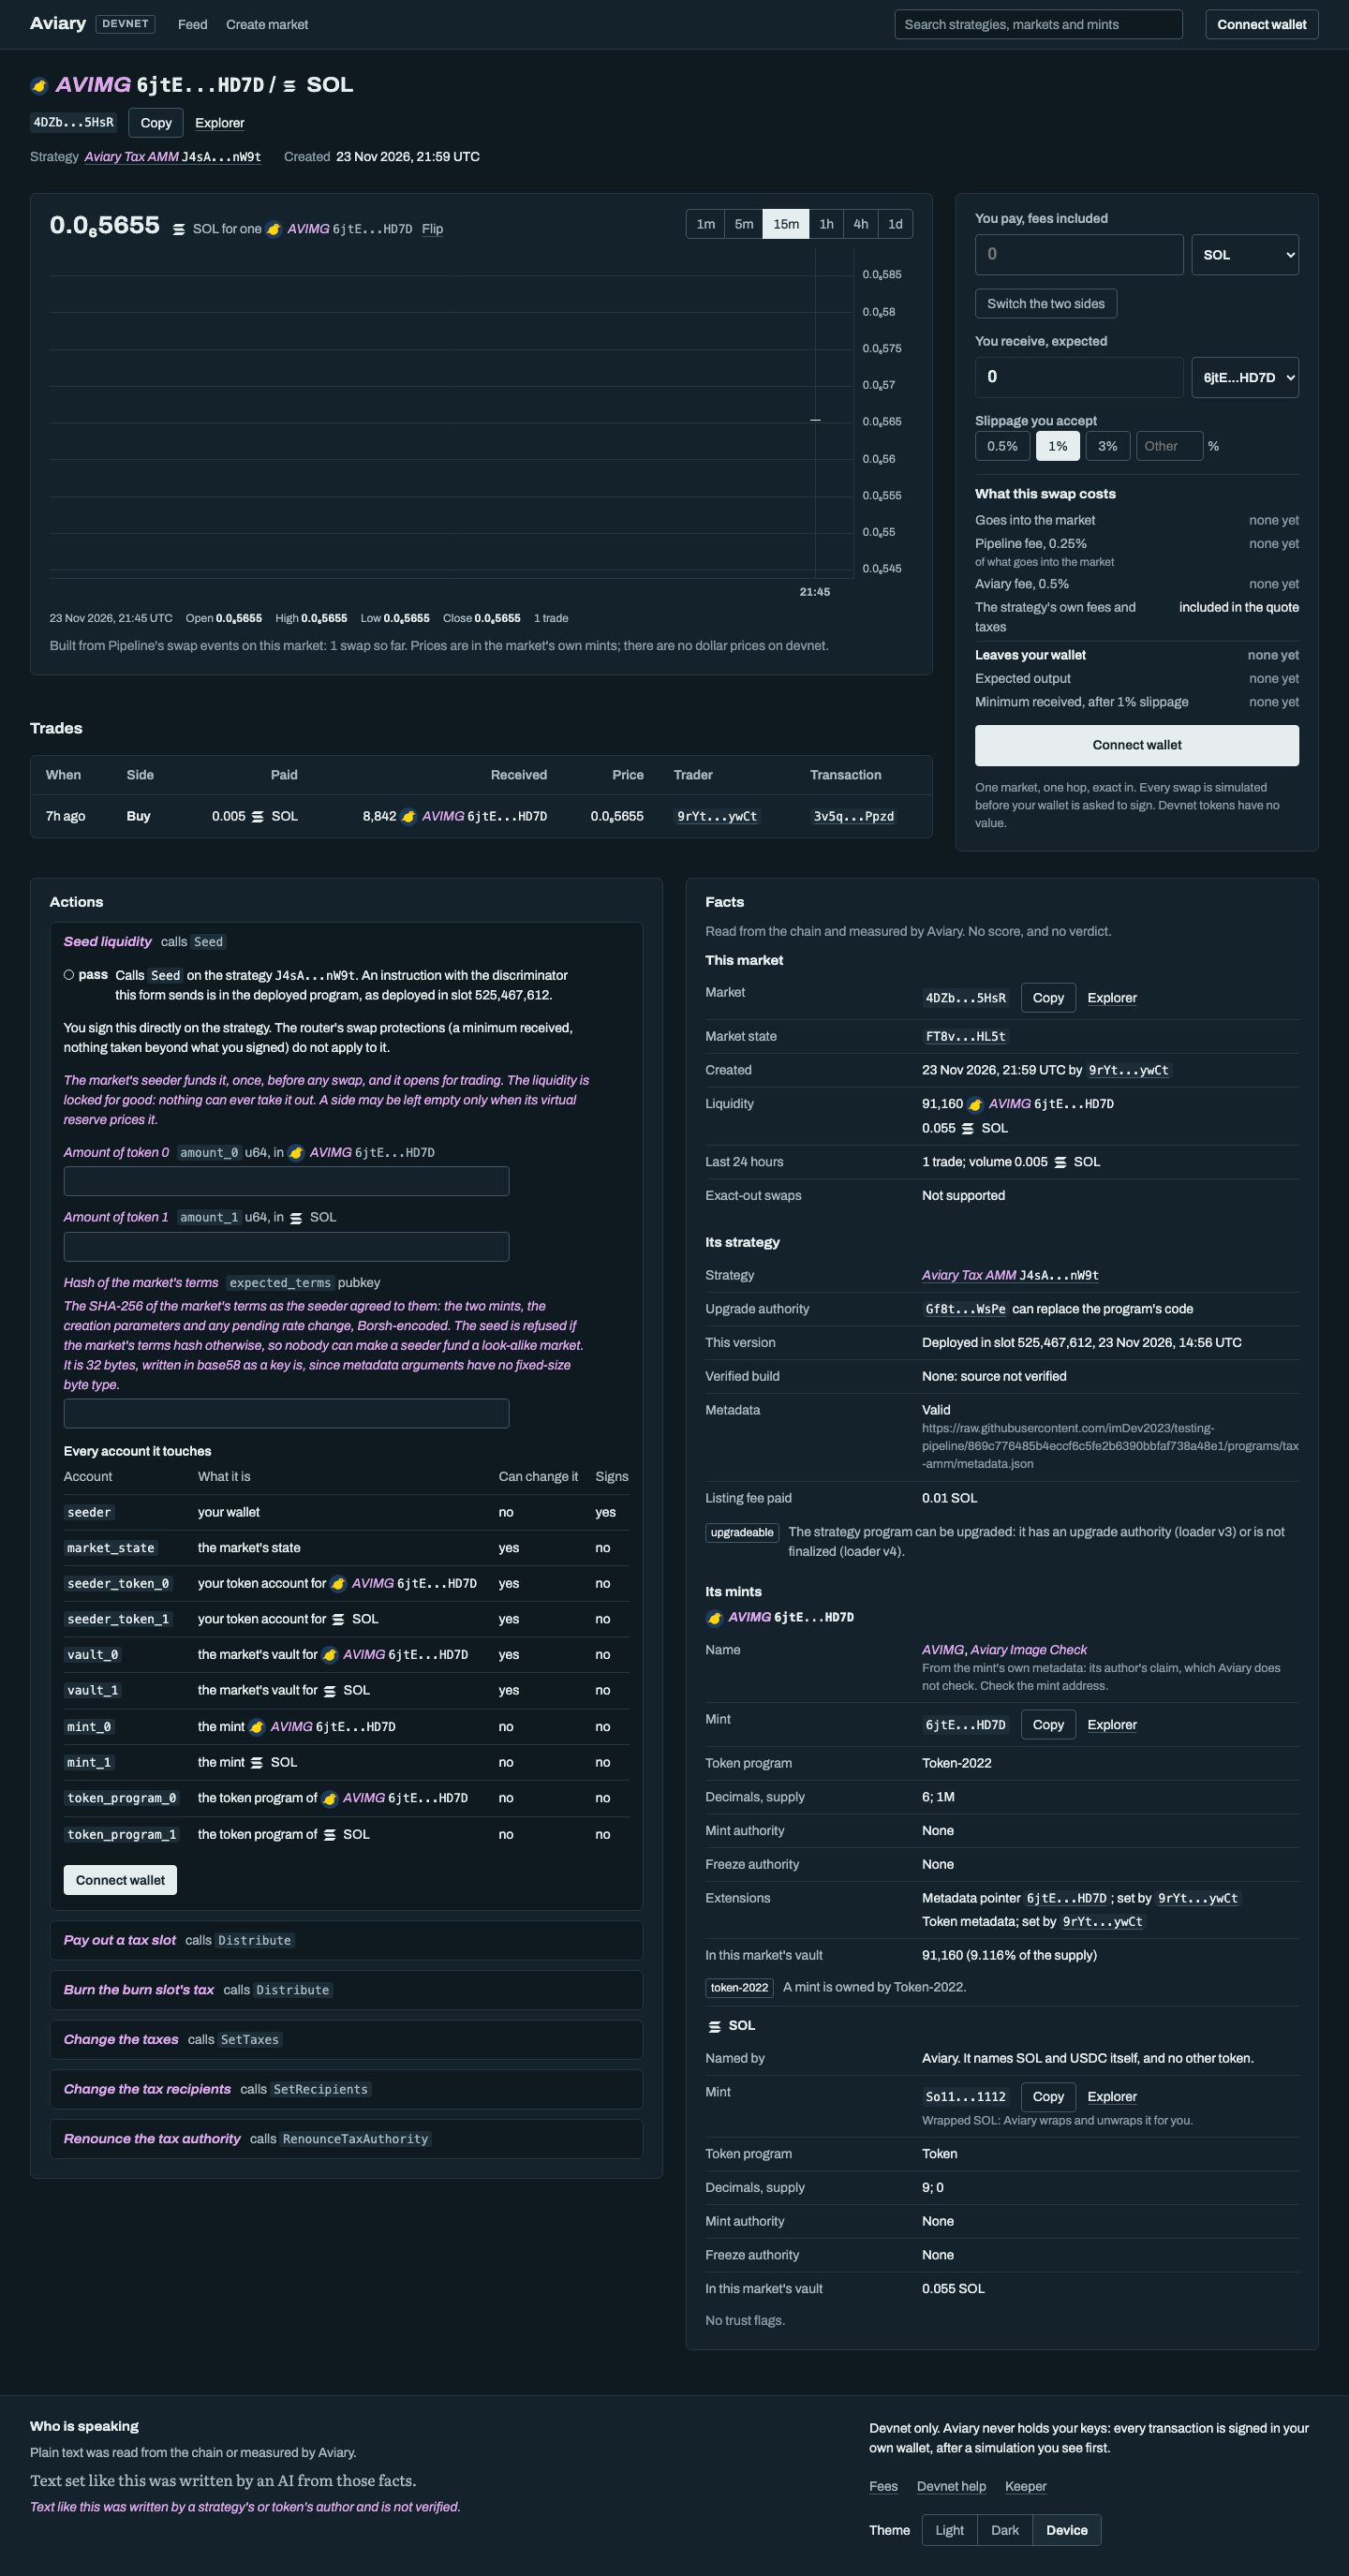 Aviary DEVNET Feed Create market Search strategies, markets and mints Connect wallet
AVIMG 6jtE...HD7D / SOL
4DZb...5HsR Copy Explorer
Strategy Aviary Tax AMM J4sA...nW9t Created 23 Nov 2026, 21:59 UTC
0.0₆5655 SOL for one AVIMG 6jtE...HD7D Flip
1m 5m 15m 1h 4h 1d
0.0₆585
0.0₆58
0.0₆575
0.0₆57
0.0₆565
0.0₆56
0.0₆555
0.0₆55
0.0₆545
21:45
23 Nov 2026, 21:45 UTC Open 0.0₆5655 High 0.0₆5655 Low 0.0₆5655 Close 0.0₆5655 1 trade
Built from Pipeline's swap events on this market: 1 swap so far. Prices are in the market's own mints; there are no dollar prices on devnet.
You pay, fees included
0 SOL
Switch the two sides
You receive, expected
0 6jtE...HD7D
Slippage you accept
0.5% 1% 3% Other %
What this swap costs
Goes into the market none yet
Pipeline fee, 0.25% none yet
of what goes into the market
Aviary fee, 0.5% none yet
The strategy's own fees and included in the quote
taxes
Leaves your wallet none yet
Expected output none yet
Minimum received, after 1% slippage none yet
Connect wallet
One market, one hop, exact in. Every swap is simulated
before your wallet is asked to sign. Devnet tokens have no
value.
Trades
When Side Paid Received Price Trader Transaction
7h ago Buy 0.005 SOL 8,842 AVIMG 6jtE...HD7D 0.0₆5655 9rYt...ywCt 3v5q...Ppzd
Actions
Seed liquidity calls Seed
pass Calls Seed on the strategy J4sA...nW9t. An instruction with the discriminator
this form sends is in the deployed program, as deployed in slot 525,467,612.
You sign this directly on the strategy. The router's swap protections (a minimum received,
nothing taken beyond what you signed) do not apply to it.
The market's seeder funds it, once, before any swap, and it opens for trading. The liquidity is
locked for good: nothing can ever take it out. A side may be left empty only when its virtual
reserve prices it.
Amount of token 0 amount_0 u64, in AVIMG 6jtE...HD7D
Amount of token 1 amount_1 u64, in SOL
Hash of the market's terms expected_terms pubkey
The SHA-256 of the market's terms as the seeder agreed to them: the two mints, the
creation parameters and any pending rate change, Borsh-encoded. The seed is refused if
the market's terms hash otherwise, so nobody can make a seeder fund a look-alike market.
It is 32 bytes, written in base58 as a key is, since metadata arguments have no fixed-size
byte type.
Every account it touches
Account What it is Can change it Signs
seeder your wallet no yes
market_state the market's state yes no
seeder_token_0 your token account for AVIMG 6jtE...HD7D yes no
seeder_token_1 your token account for SOL yes no
vault_0 the market's vault for AVIMG 6jtE...HD7D yes no
vault_1 the market's vault for SOL yes no
mint_0 the mint AVIMG 6jtE...HD7D no no
mint_1 the mint SOL no no
token_program_0 the token program of AVIMG 6jtE...HD7D no no
token_program_1 the token program of SOL no no
Connect wallet
Pay out a tax slot calls Distribute
Burn the burn slot's tax calls Distribute
Change the taxes calls SetTaxes
Change the tax recipients calls SetRecipients
Renounce the tax authority calls RenounceTaxAuthority
Facts
Read from the chain and measured by Aviary. No score, and no verdict.
This market
Market 4DZb...5HsR Copy Explorer
Market state FT8v...HL5t
Created 23 Nov 2026, 21:59 UTC by 9rYt...ywCt
Liquidity 91,160 AVIMG 6jtE...HD7D
0.055 SOL
Last 24 hours 1 trade; volume 0.005 SOL
Exact-out swaps Not supported
Its strategy
Strategy Aviary Tax AMM J4sA...nW9t
Upgrade authority Gf8t...WsPe can replace the program's code
This version Deployed in slot 525,467,612, 23 Nov 2026, 14:56 UTC
Verified build None: source not verified
Metadata Valid
https://raw.githubusercontent.com/imDev2023/testing-
pipeline/869c776485b4eccf6c5fe2b6390bbfaf738a48e1/programs/tax
-amm/metadata.json
Listing fee paid 0.01 SOL
upgradeable The strategy program can be upgraded: it has an upgrade authority (loader v3) or is not
finalized (loader v4).
Its mints
AVIMG 6jtE...HD7D
Name AVIMG, Aviary Image Check
From the mint's own metadata: its author's claim, which Aviary does
not check. Check the mint address.
Mint 6jtE...HD7D Copy Explorer
Token program Token-2022
Decimals, supply 6; 1M
Mint authority None
Freeze authority None
Extensions Metadata pointer 6jtE...HD7D ; set by 9rYt...ywCt
Token metadata; set by 9rYt...ywCt
In this market's vault 91,160 (9.116% of the supply)
token-2022 A mint is owned by Token-2022.
SOL
Named by Aviary. It names SOL and USDC itself, and no other token.
Mint So11...1112 Copy Explorer
Wrapped SOL: Aviary wraps and unwraps it for you.
Token program Token
Decimals, supply 9; 0
Mint authority None
Freeze authority None
In this market's vault 0.055 SOL
No trust flags.
Who is speaking
Plain text was read from the chain or measured by Aviary.
Text set like this was written by an AI from those facts.
Text like this was written by a strategy's or token's author and is not verified.
Devnet only. Aviary never holds your keys: every transaction is signed in your
own wallet, after a simulation you see first.
Fees Devnet help Keeper
Theme Light Dark Device